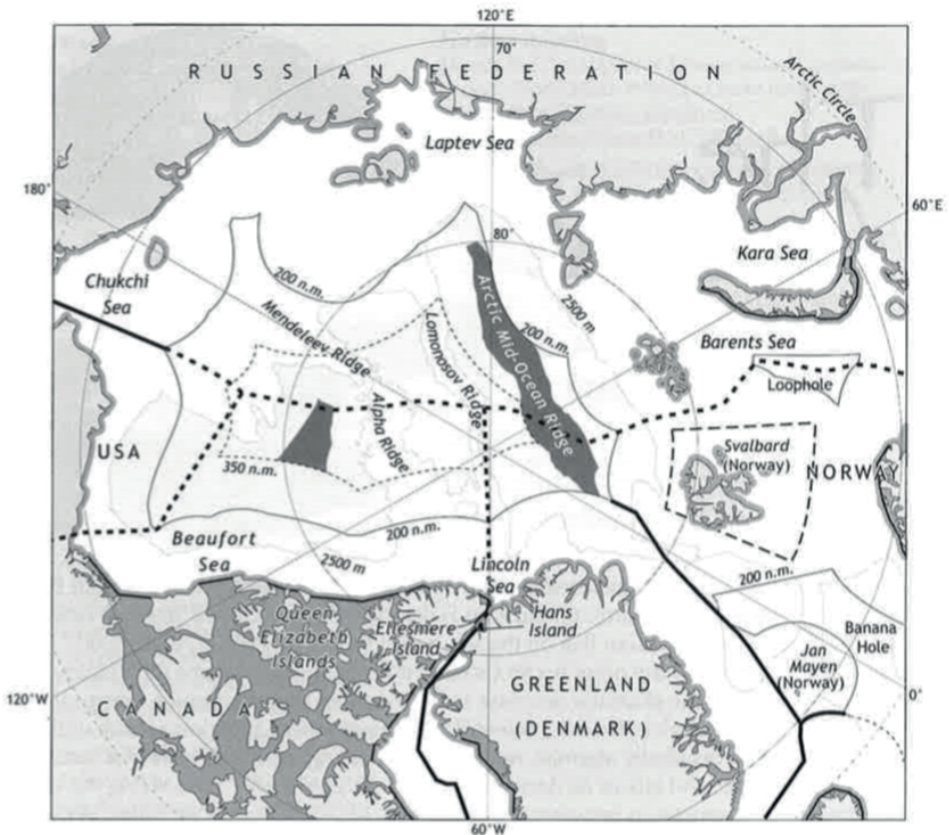 120°E
70°
RUSSIAN FEDERATION
Arctic Circle
Laptev Sea
180°
60°E
80°
Kara Sea
Chukchi
Sea
200 n.m.
2500 m
Mendeleev Ridge
Lomonosov Ridge
Arctic Mid-Ocean Ridge
200 n.m.
Barents Sea
Loophole
Alpha Ridge
USA
350 n.m.
Svalbard
(Norway)
NORWAY
200 n.m.
Beaufort
Sea
2500 m
Lincoln
Sea
200 n.m.
Queen
Elizabeth
Islands
Ellesmere
Island
Hans
Island
Banana
Hole
Jan
Mayen
(Norway)
GREENLAND
(DENMARK)
120°W
CANADA
0°
60°W